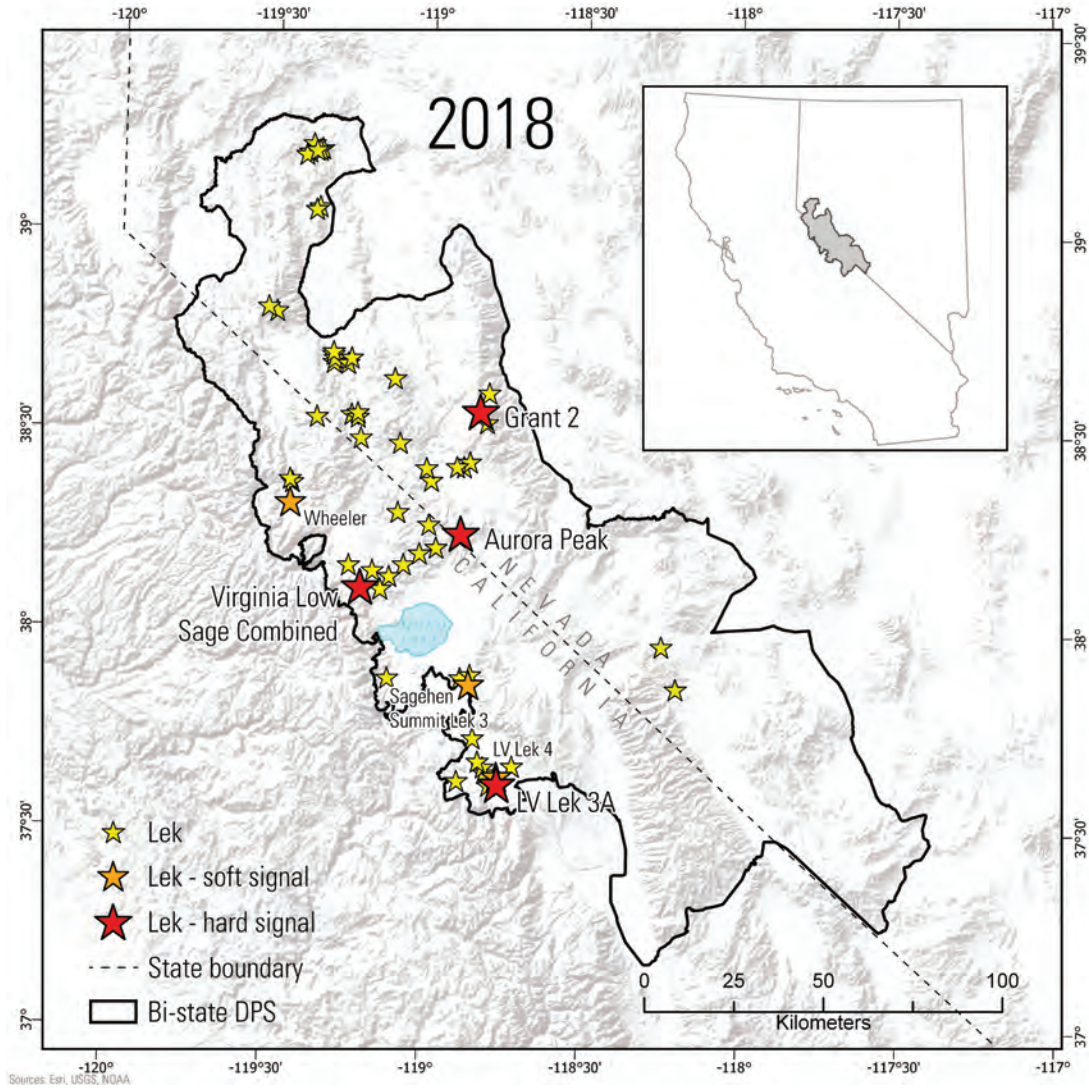 -120°
-119°30'
-119°
-118°30'
-118°
-117°30'
-117°
39°30'
2018
39°
39°
38°30'
38°30'
Grant 2
Wheeler
Aurora Peak
NEVADA
CALIFORNIA
Virginia Low
Sage Combined
38°
38°
Sagehen
Summit Lek 3
LV Lek 4
LV Lek 3A
37°30'
37°30'
Lek
Lek - soft signal
Lek - hard signal
State boundary
Bi-state DPS
0 25 50 100
Kilometers
37°
37°
-120°
-119°30'
-119°
-118°30'
-118°
-117°30'
Sources: Esri, USGS, NOAA